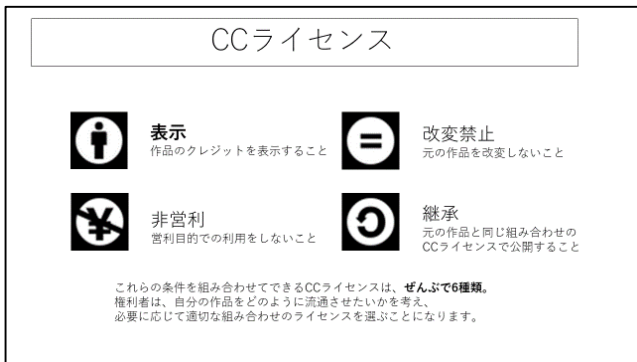 CCライセンス
表示
作品のクレジットを表示すること
改変禁止
元の作品を改変しないこと
非営利
営利目的での利用をしないこと
継承
元の作品と同じ組み合わせの
CCライセンスで公開すること
これらの条件を組み合わせてできるCCライセンスは、ぜんぶで6種類。
権利者は、自分の作品をどのように流通させたいかを考え、
必要に応じて適切な組み合わせのライセンスを選ぶことになります。